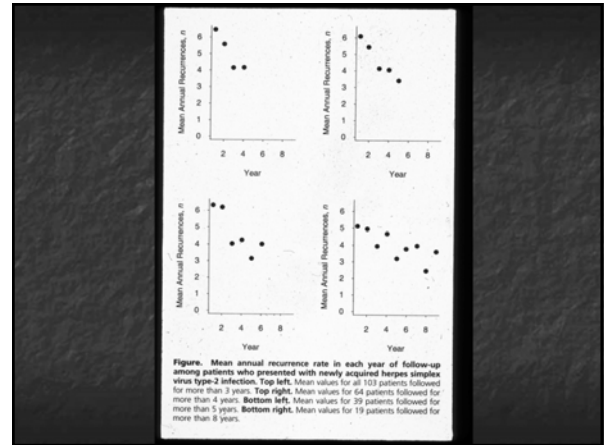 Mean Annual Recurrences, n
6
5
4
3
2
1
0
2 4 6 8
Year
Mean Annual Recurrences, n
6
5
4
3
2
1
0
2 4 6 8
Year
Mean Annual Recurrences, n
6
5
4
3
2
1
0
2 4 6 8
Year
Mean Annual Recurrences, n
6
5
4
3
2
1
0
2 4 6 8
Year
Figure. Mean annual recurrence rate in each year of follow-up
among patients who presented with newly acquired herpes simplex
virus type-2 infection. Top left. Mean values for all 103 patients followed
for more than 3 years. Top right. Mean values for 64 patients followed for
more than 4 years. Bottom left. Mean values for 39 patients followed for
more than 5 years. Bottom right. Mean values for 19 patients followed for
more than 8 years.